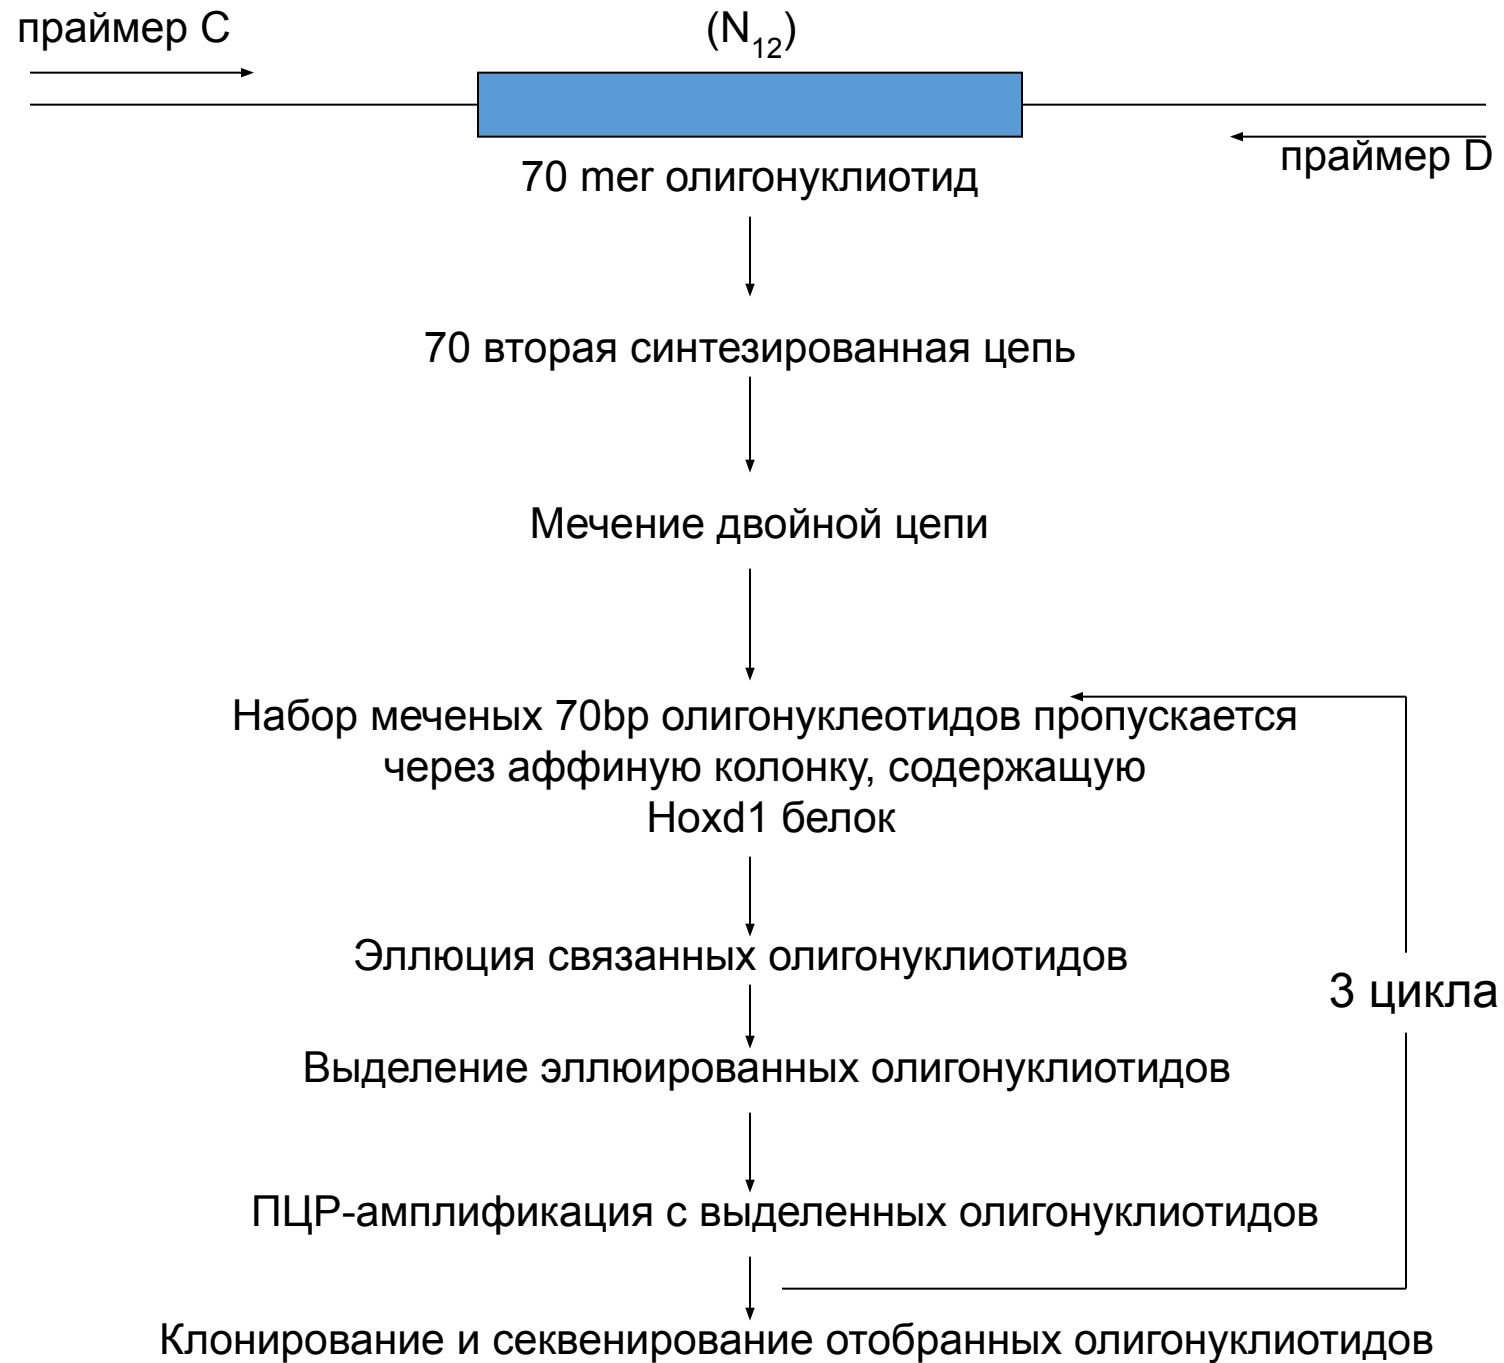 праймер C
(N12)
праймер D
70 mer олигонуклиотид
70 вторая синтезированная цепь
Мечение двойной цепи
Набор меченых 70bp олигонуклеотидов пропускается
через аффиную колонку, содержащую
Hoxd1 белок
Эллюция связанных олигонуклиотидов
3 цикла
Выделение эллюированных олигонуклиотидов
ПЦР-амплификация с выделенных олигонуклиотидов
Клонирование и секвенирование отобранных олигонуклиотидов